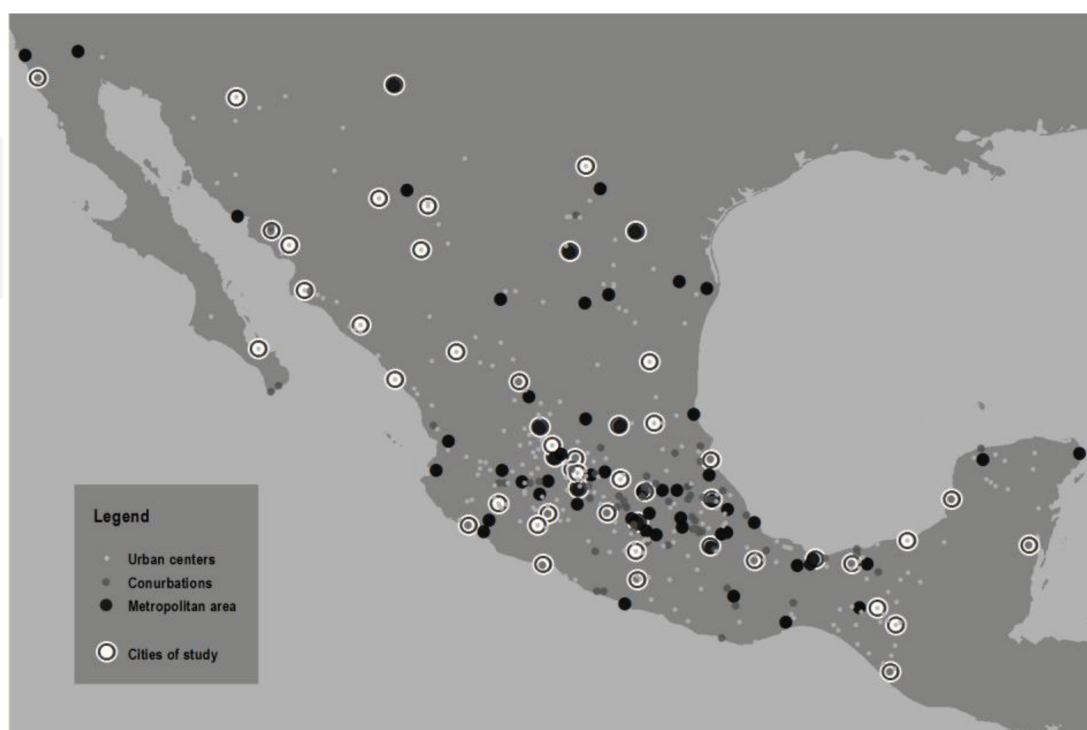 Legend
Urban centers
Conurbations
Metropolitan area
Cities of study